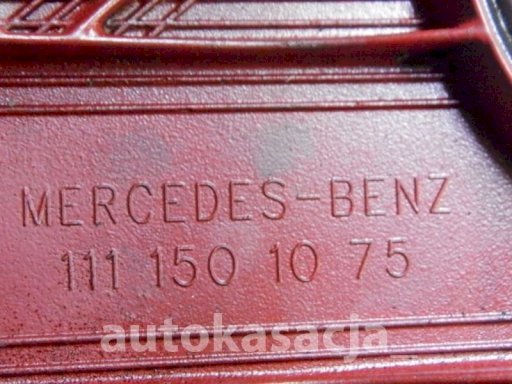 MERCEDES-BENZ
111 150 10 75
autokasacja